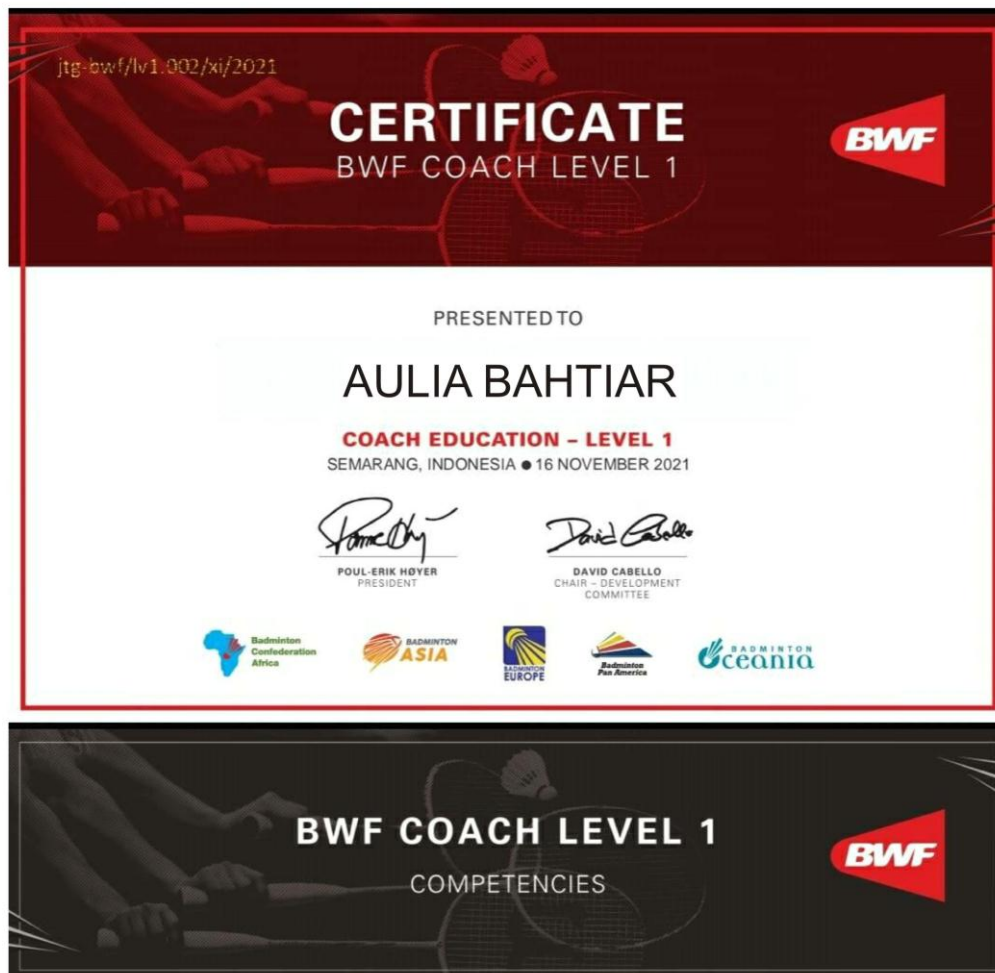 jtg-bwf/lv1.002/xi/2021
CERTIFICATE
BWF COACH LEVEL 1
BWF
PRESENTED TO
AULIA BAHTIAR
COACH EDUCATION – LEVEL 1
SEMARANG, INDONESIA ● 16 NOVEMBER 2021
POUL-ERIK HØYER
PRESIDENT
David Cabello
DAVID CABELLO
CHAIR – DEVELOPMENT
COMMITTEE
Badminton
Confederation
Africa
BADMINTON
ASIA
BADMINTON
EUROPE
Badminton
Pan America
BADMINTON
Oceania
BWF COACH LEVEL 1
COMPETENCIES
BWF